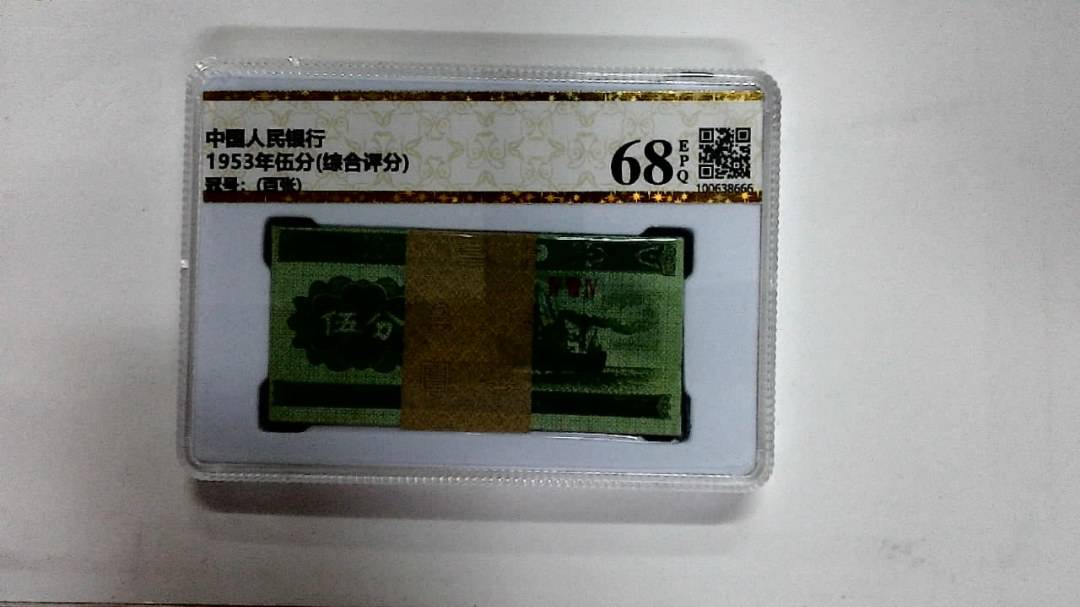 中国人民银行
1953年伍分(综合评分)
冠号：(百张)
68
EPQ
100638666
伍分